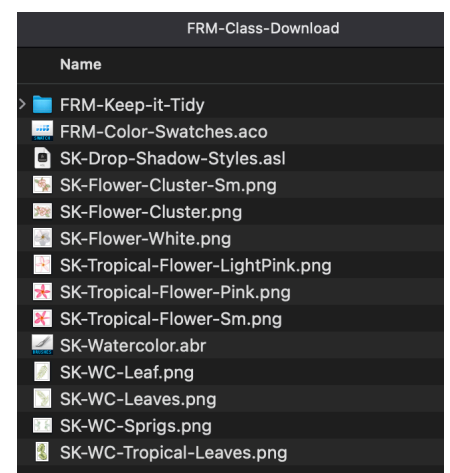 FRM-Class-Download
Name
FRM-Keep-it-Tidy
FRM-Color-Swatches.aco
SK-Drop-Shadow-Styles.asl
SK-Flower-Cluster-Sm.png
SK-Flower-Cluster.png
SK-Flower-White.png
SK-Tropical-Flower-LightPink.png
SK-Tropical-Flower-Pink.png
SK-Tropical-Flower-Sm.png
SK-Watercolor.abr
SK-WC-Leaf.png
SK-WC-Leaves.png
SK-WC-Sprigs.png
SK-WC-Tropical-Leaves.png